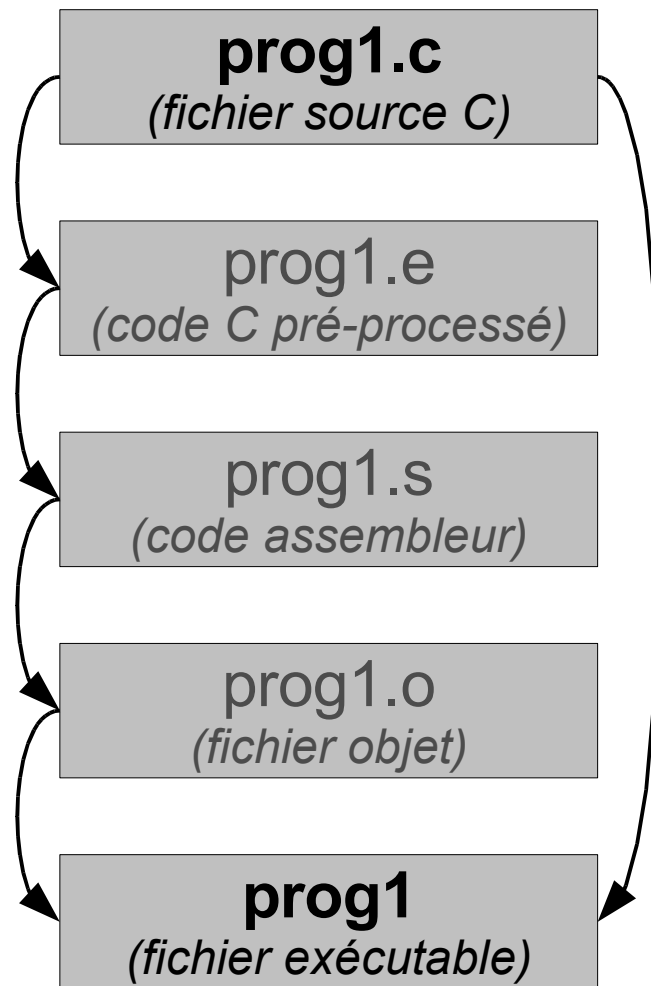 prog1.c
(fichier source C)
prog1.e
(code C pré-processé)
prog1.s
(code assembleur)
prog1.o
(fichier objet)
prog1
(fichier exécutable)